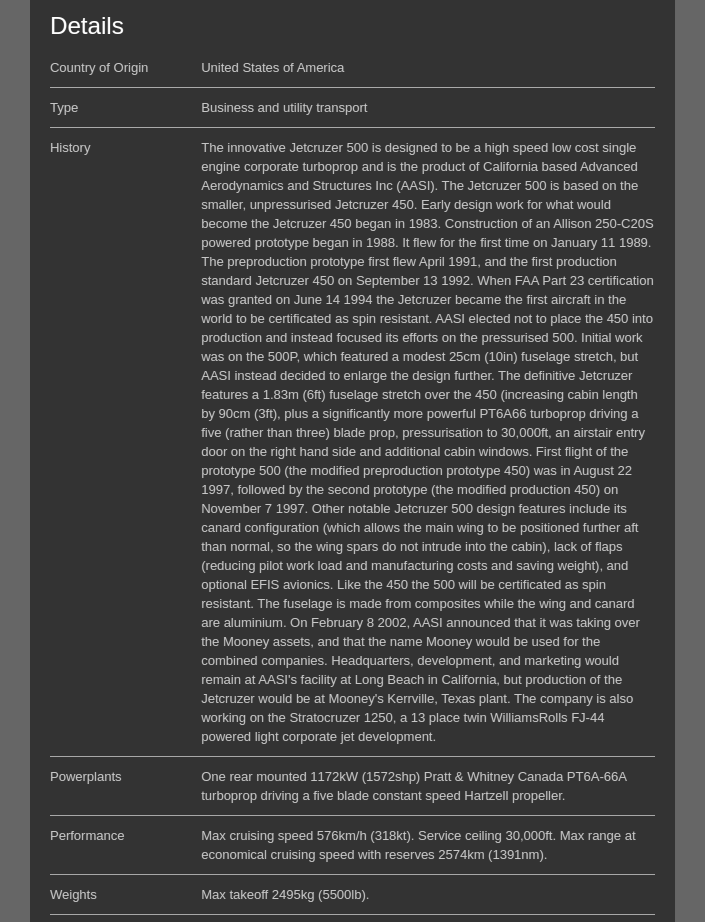 Details
Country of Origin United States of America
Type Business and utility transport
History The innovative Jetcruzer 500 is designed to be a high speed low cost single
engine corporate turboprop and is the product of California based Advanced
Aerodynamics and Structures Inc (AASI). The Jetcruzer 500 is based on the
smaller, unpressurised Jetcruzer 450. Early design work for what would
become the Jetcruzer 450 began in 1983. Construction of an Allison 250-C20S
powered prototype began in 1988. It flew for the first time on January 11 1989.
The preproduction prototype first flew April 1991, and the first production
standard Jetcruzer 450 on September 13 1992. When FAA Part 23 certification
was granted on June 14 1994 the Jetcruzer became the first aircraft in the
world to be certificated as spin resistant. AASI elected not to place the 450 into
production and instead focused its efforts on the pressurised 500. Initial work
was on the 500P, which featured a modest 25cm (10in) fuselage stretch, but
AASI instead decided to enlarge the design further. The definitive Jetcruzer
features a 1.83m (6ft) fuselage stretch over the 450 (increasing cabin length
by 90cm (3ft), plus a significantly more powerful PT6A66 turboprop driving a
five (rather than three) blade prop, pressurisation to 30,000ft, an airstair entry
door on the right hand side and additional cabin windows. First flight of the
prototype 500 (the modified preproduction prototype 450) was in August 22
1997, followed by the second prototype (the modified production 450) on
November 7 1997. Other notable Jetcruzer 500 design features include its
canard configuration (which allows the main wing to be positioned further aft
than normal, so the wing spars do not intrude into the cabin), lack of flaps
(reducing pilot work load and manufacturing costs and saving weight), and
optional EFIS avionics. Like the 450 the 500 will be certificated as spin
resistant. The fuselage is made from composites while the wing and canard
are aluminium. On February 8 2002, AASI announced that it was taking over
the Mooney assets, and that the name Mooney would be used for the
combined companies. Headquarters, development, and marketing would
remain at AASI's facility at Long Beach in California, but production of the
Jetcruzer would be at Mooney's Kerrville, Texas plant. The company is also
working on the Stratocruzer 1250, a 13 place twin WilliamsRolls FJ-44
powered light corporate jet development.
Powerplants One rear mounted 1172kW (1572shp) Pratt & Whitney Canada PT6A-66A
turboprop driving a five blade constant speed Hartzell propeller.
Performance Max cruising speed 576km/h (318kt). Service ceiling 30,000ft. Max range at
economical cruising speed with reserves 2574km (1391nm).
Weights Max takeoff 2495kg (5500lb).